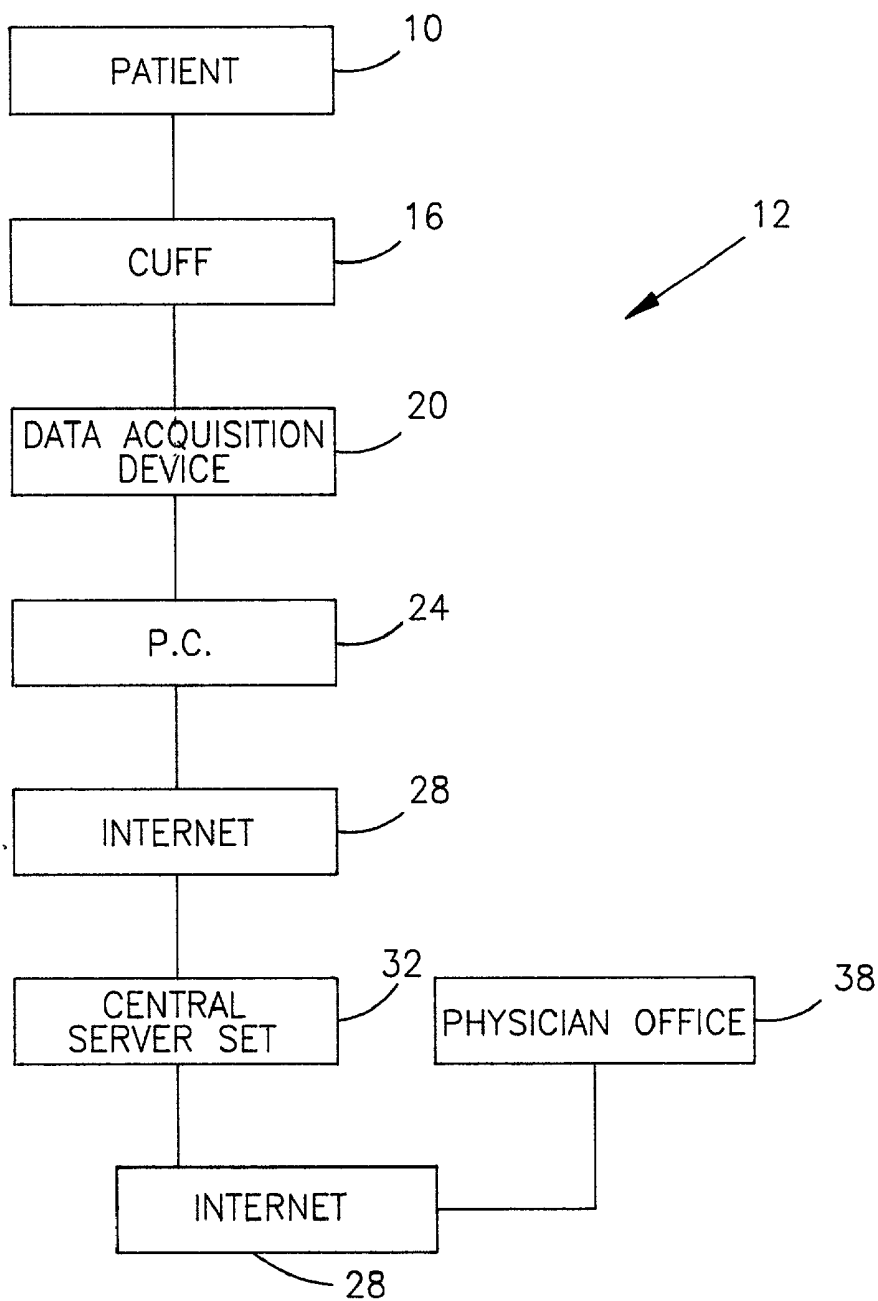 10
PATIENT
16
CUFF
12
20
DATA ACQUISITION
DEVICE
24
P.C.
28
INTERNET
32
CENTRAL
SERVER SET
38
PHYSICIAN OFFICE
INTERNET
28